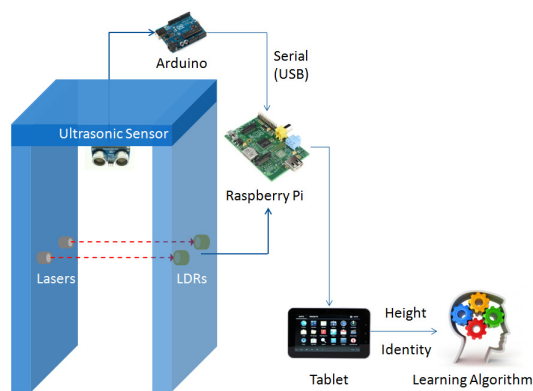 Arduino
Serial
(USB)
Ultrasonic Sensor
Raspberry Pi
Lasers
LDRs
Height
Identity
Tablet
Learning Algorithm